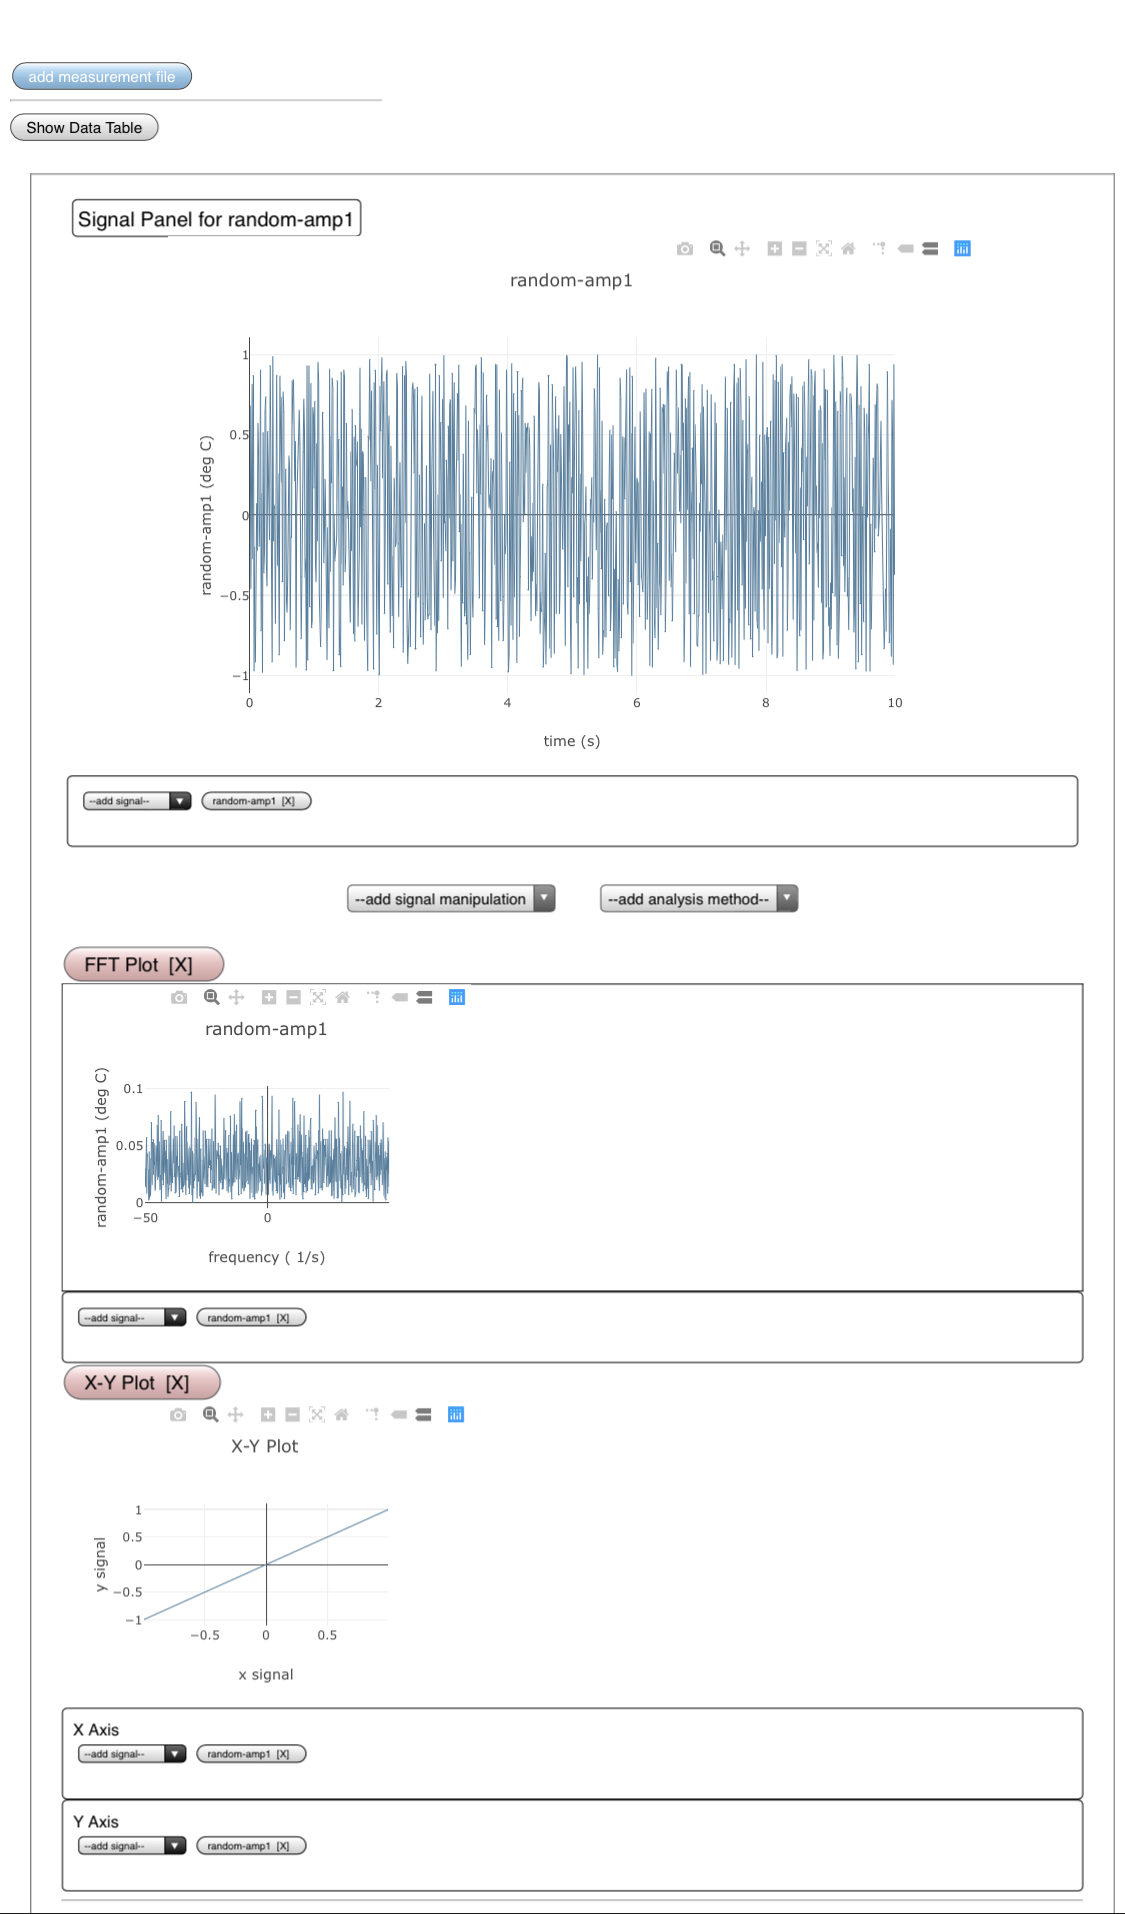 add measurement file
Show Data Table
Signal Panel for random-amp1
random-amp1
1
0.5
0
−0.5
−1
random-amp1 (deg C)
0 2 4 6 8 10
time (s)
--add signal-- random-amp1 [X]
--add signal manipulation --add analysis method--
FFT Plot [X]
random-amp1
0.1
0.05
0
random-amp1 (deg C)
−50 0
frequency ( 1/s)
--add signal-- random-amp1 [X]
X-Y Plot [X]
X-Y Plot
1
0.5
0
−0.5
−1
y signal
−0.5 0 0.5
x signal
X Axis
--add signal-- random-amp1 [X]
Y Axis
--add signal-- random-amp1 [X]